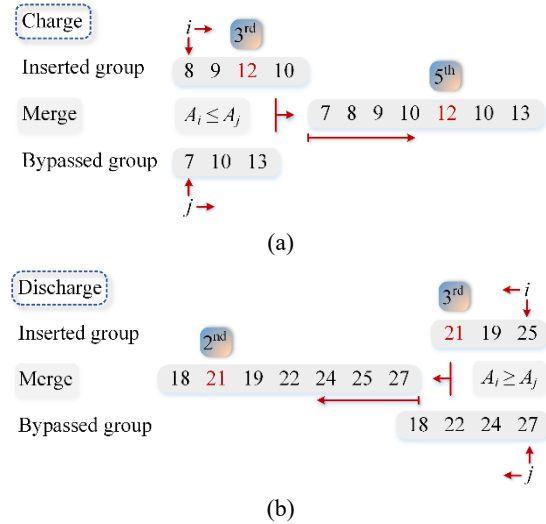 Charge
i
3rd
Inserted group
8 9 12 10
5th
Merge
Ai ≤ Aj
7 8 9 10 12 10 13
Bypassed group
7 10 13
j
(a)
Discharge
3rd
i
Inserted group
21 19 25
2nd
Merge
18 21 19 22 24 25 27
Ai ≥ Aj
Bypassed group
18 22 24 27
j
(b)